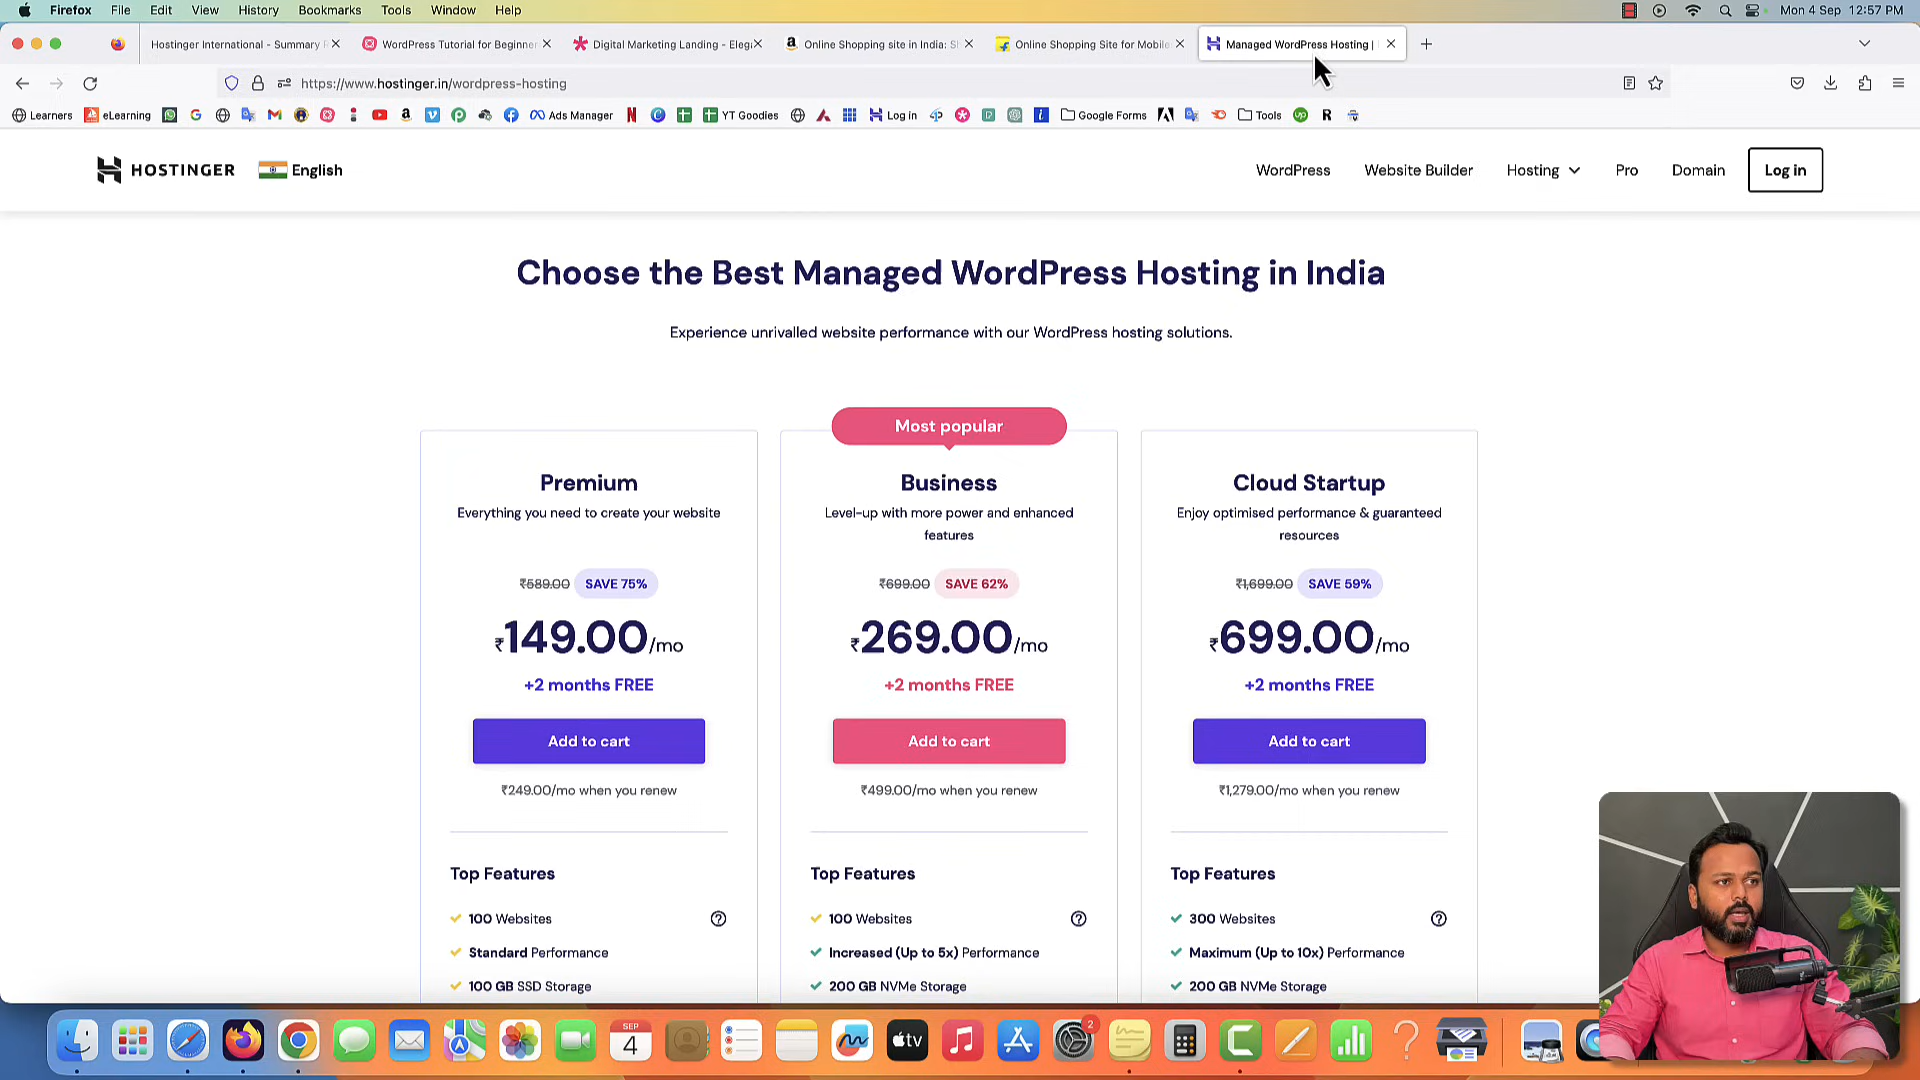 Firefox File Edit View History Bookmarks Tools Window Help
Mon 4 Sep 12:57 PM
Hostinger International - Summary
WordPress Tutorial for Beginner
Digital Marketing Landing - Eleg
Online Shopping site in India: S
Online Shopping Site for Mobile
Managed WordPress Hosting |
https://www.hostinger.in/wordpress-hosting
Learners eLearning Ads Manager YT Goodies Log in Google Forms Tools
HOSTINGER English WordPress Website Builder Hosting Pro Domain Log in
Choose the Best Managed WordPress Hosting in India
Experience unrivalled website performance with our WordPress hosting solutions.
Premium
Everything you need to create your website
₹589.00 SAVE 75%
₹149.00/mo
+2 months FREE
Add to cart
₹249.00/mo when you renew
Top Features
100 Websites
Standard Performance
100 GB SSD Storage
Most popular
Business
Level-up with more power and enhanced
features
₹699.00 SAVE 62%
₹269.00/mo
+2 months FREE
Add to cart
₹499.00/mo when you renew
Top Features
100 Websites
Increased (Up to 5x) Performance
200 GB NVMe Storage
Cloud Startup
Enjoy optimised performance & guaranteed
resources
₹1,699.00 SAVE 59%
₹699.00/mo
+2 months FREE
Add to cart
₹1,279.00/mo when you renew
Top Features
300 Websites
Maximum (Up to 10x) Performance
200 GB NVMe Storage
SEP
4
tv
2